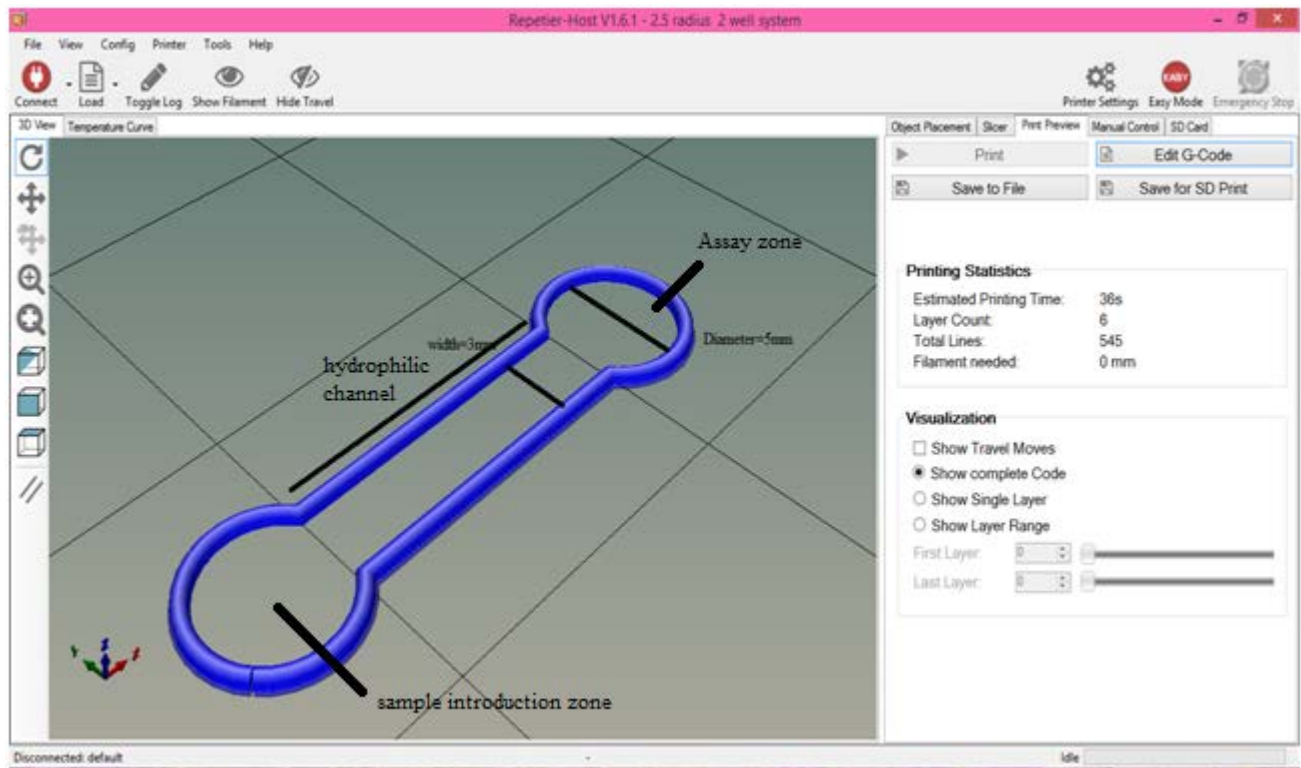 Repetier-Host V1.6.1 - 2.5 radius 2 well system
File View Config Printer Tools Help
Connect Load Toggle Log Show Filament Hide Travel
Printer Settings Easy Mode Emergency Stop
EASY
3D View Temperature Curve
Object Placement Slicer Print Preview Manual Control SD Card
Print Edit G-Code
Save to File Save for SD Print
Assay zone
width=3mm
Diameter=5mm
hydrophilic
channel
sample introduction zone
Printing Statistics
Estimated Printing Time: 36s
Layer Count: 6
Total Lines: 545
Filament needed: 0 mm
Visualization
Show Travel Moves
Show complete Code
Show Single Layer
Show Layer Range
First Layer: 0
Last Layer: 0
Y Z X
Disconnected: default - Idle